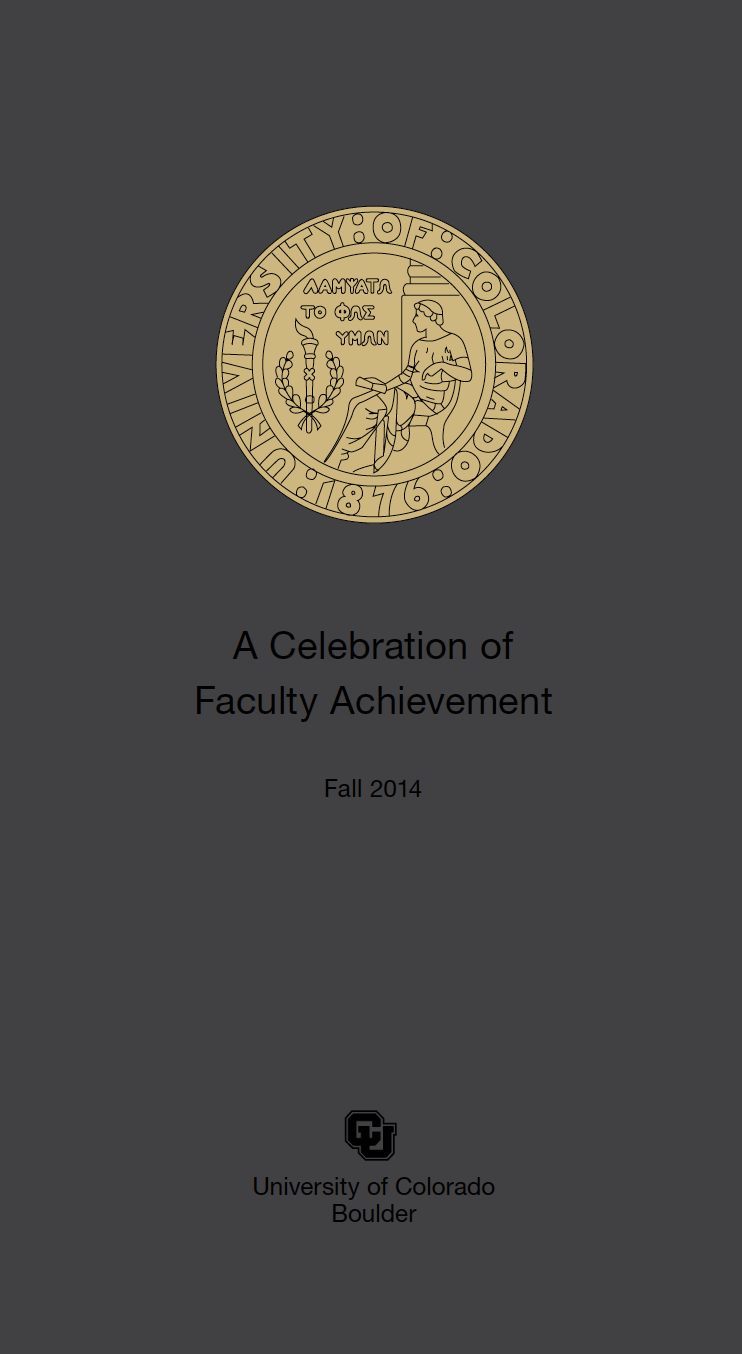 UNIVERSITY:OF:COLORADO:1876:
ΛΑΜΨΑΤΩ
ΤΟ ΦΩΣ
ΥΜΩΝ
A Celebration of
Faculty Achievement
Fall 2014
CU
University of Colorado
Boulder